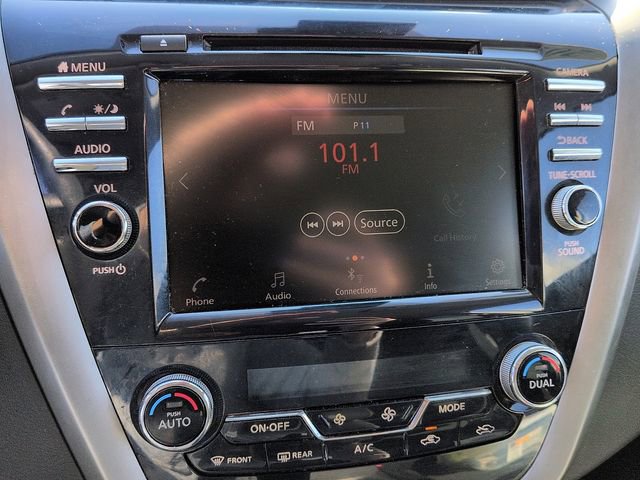 MENU
CAMERA
MENU
FM P11
101.1
FM
AUDIO
BACK
VOL
TUNE·SCROLL
Source
Call History
PUSH
PUSH
SOUND
Phone
Audio
Connections
Info
Settings
PUSH
AUTO
PUSH
DUAL
ON·OFF
MODE
FRONT
REAR
A/C